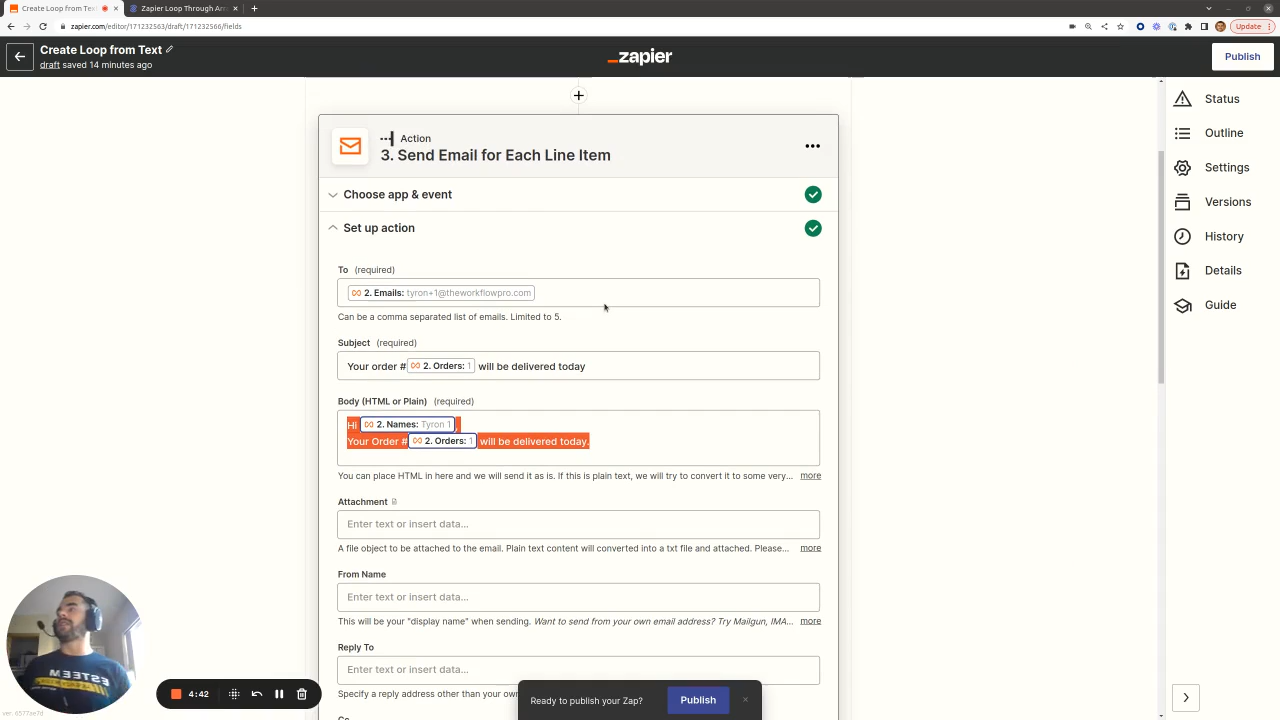 Create Loop from Text
Zapier Loop Through Arr
zapier.com/editor/171232563/draft/171232566/fields
Update
Create Loop from Text
draft saved 14 minutes ago
zapier
Publish
Action
3. Send Email for Each Line Item
Choose app & event
Set up action
To (required)
2. Emails: tyron+1@theworkflowpro.com
Can be a comma separated list of emails. Limited to 5.
Subject (required)
Your order # 2. Orders: 1 will be delivered today
Body (HTML or Plain) (required)
Hi 2. Names: Tyron 1 ,
Your Order # 2. Orders: 1 will be delivered today.
You can place HTML in here and we will send it as is. If this is plain text, we will try to convert it to some very... more
Attachment
Enter text or insert data...
A file object to be attached to the email. Plain text content will converted into a txt file and attached. Please... more
From Name
Enter text or insert data...
This will be your "display name" when sending. Want to send from your own email address? Try Mailgun, IMA... more
Reply To
Enter text or insert data...
Specify a reply address other than your own
Status
Outline
Settings
Versions
History
Details
Guide
ESTEEM
4:42
Ready to publish your Zap?
Publish
ver: 6577ae7d